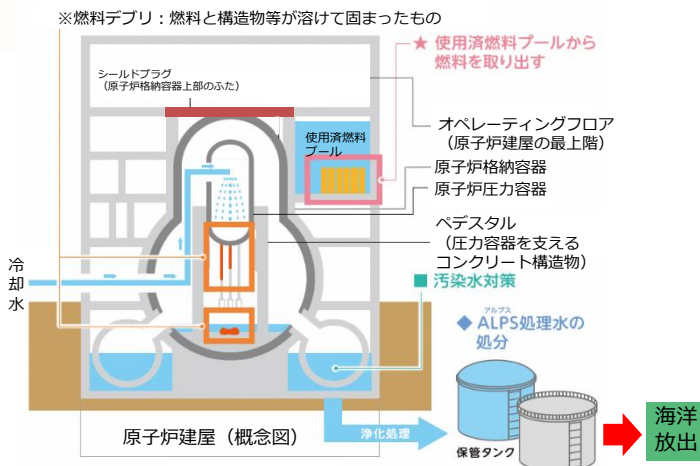 ※燃料デブリ：燃料と構造物等が溶けて固まったもの
★ 使用済燃料プールから
燃料を取り出す
シールドプラグ
（原子炉格納容器上部のふた）
使用済燃料
プール
オペレーティングフロア
（原子炉建屋の最上階）
原子炉格納容器
原子炉圧力容器
ペデスタル
（圧力容器を支える
コンクリート構造物）
冷
却
水
■ 汚染水対策
アルプス
◆ ALPS処理水の
処分
浄化処理
保管タンク
海洋
放出
原子炉建屋（概念図）